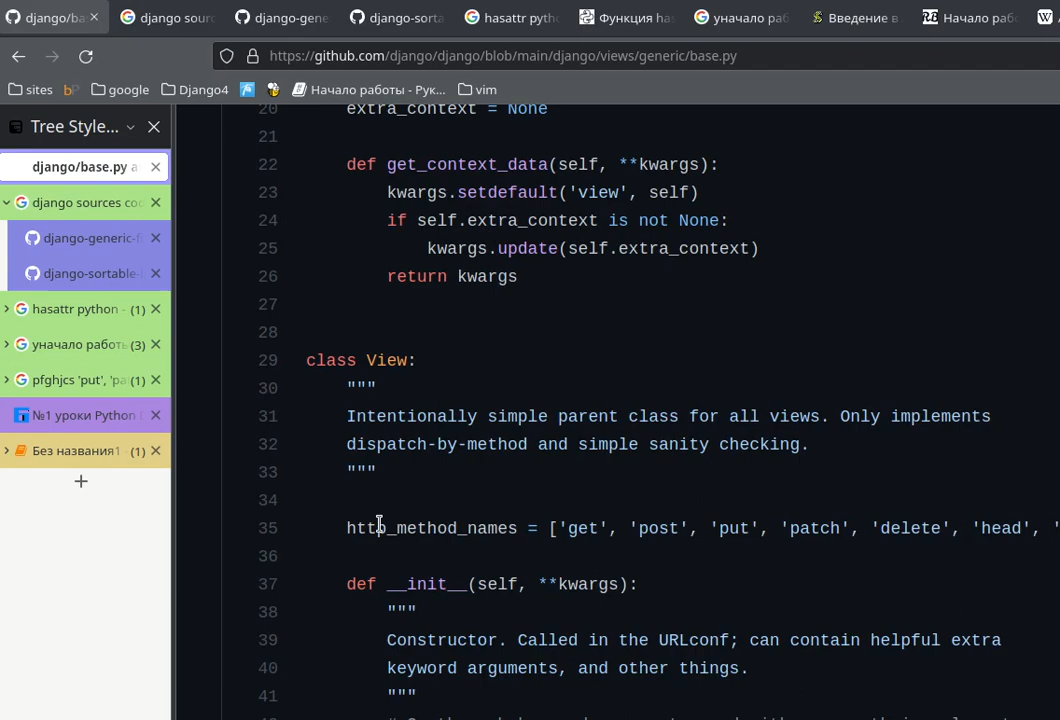 django/ba
django sour
django-gene
django-sorta
hasattr pyth
Функция has
уначало раб
Введение в
Начало рабо
https://github.com/django/django/blob/main/django/views/generic/base.py
sites
google
Django4
Начало работы - Рук...
vim
Tree Style...
django/base.py a
django sources cod
django-generic-f
django-sortable-
hasattr python - (1)
уначало работы (3)
pfghjcs 'put', 'pa (1)
№1 уроки Python
Без названия1 - (1)
20 extra_context = None
21
22 def get_context_data(self, **kwargs):
23 kwargs.setdefault('view', self)
24 if self.extra_context is not None:
25 kwargs.update(self.extra_context)
26 return kwargs
27
28
29 class View:
30 """
31 Intentionally simple parent class for all views. Only implements
32 dispatch-by-method and simple sanity checking.
33 """
34
35 http_method_names = ['get', 'post', 'put', 'patch', 'delete', 'head', '
36
37 def __init__(self, **kwargs):
38 """
39 Constructor. Called in the URLconf; can contain helpful extra
40 keyword arguments, and other things.
41 """